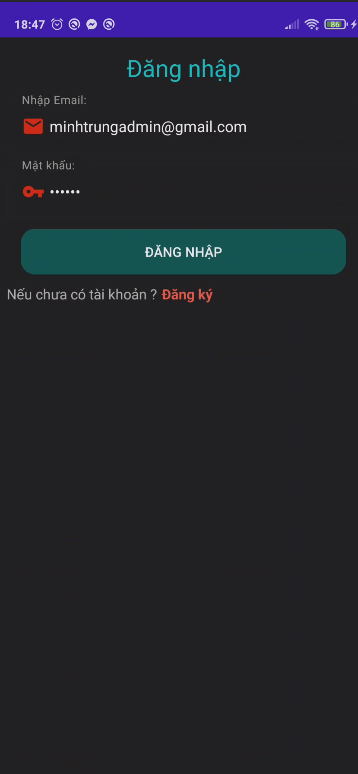 18:47
86
Đăng nhập
Nhập Email:
minhtrungadmin@gmail.com
Mật khẩu:
••••••
ĐĂNG NHẬP
Nếu chưa có tài khoản ? Đăng ký